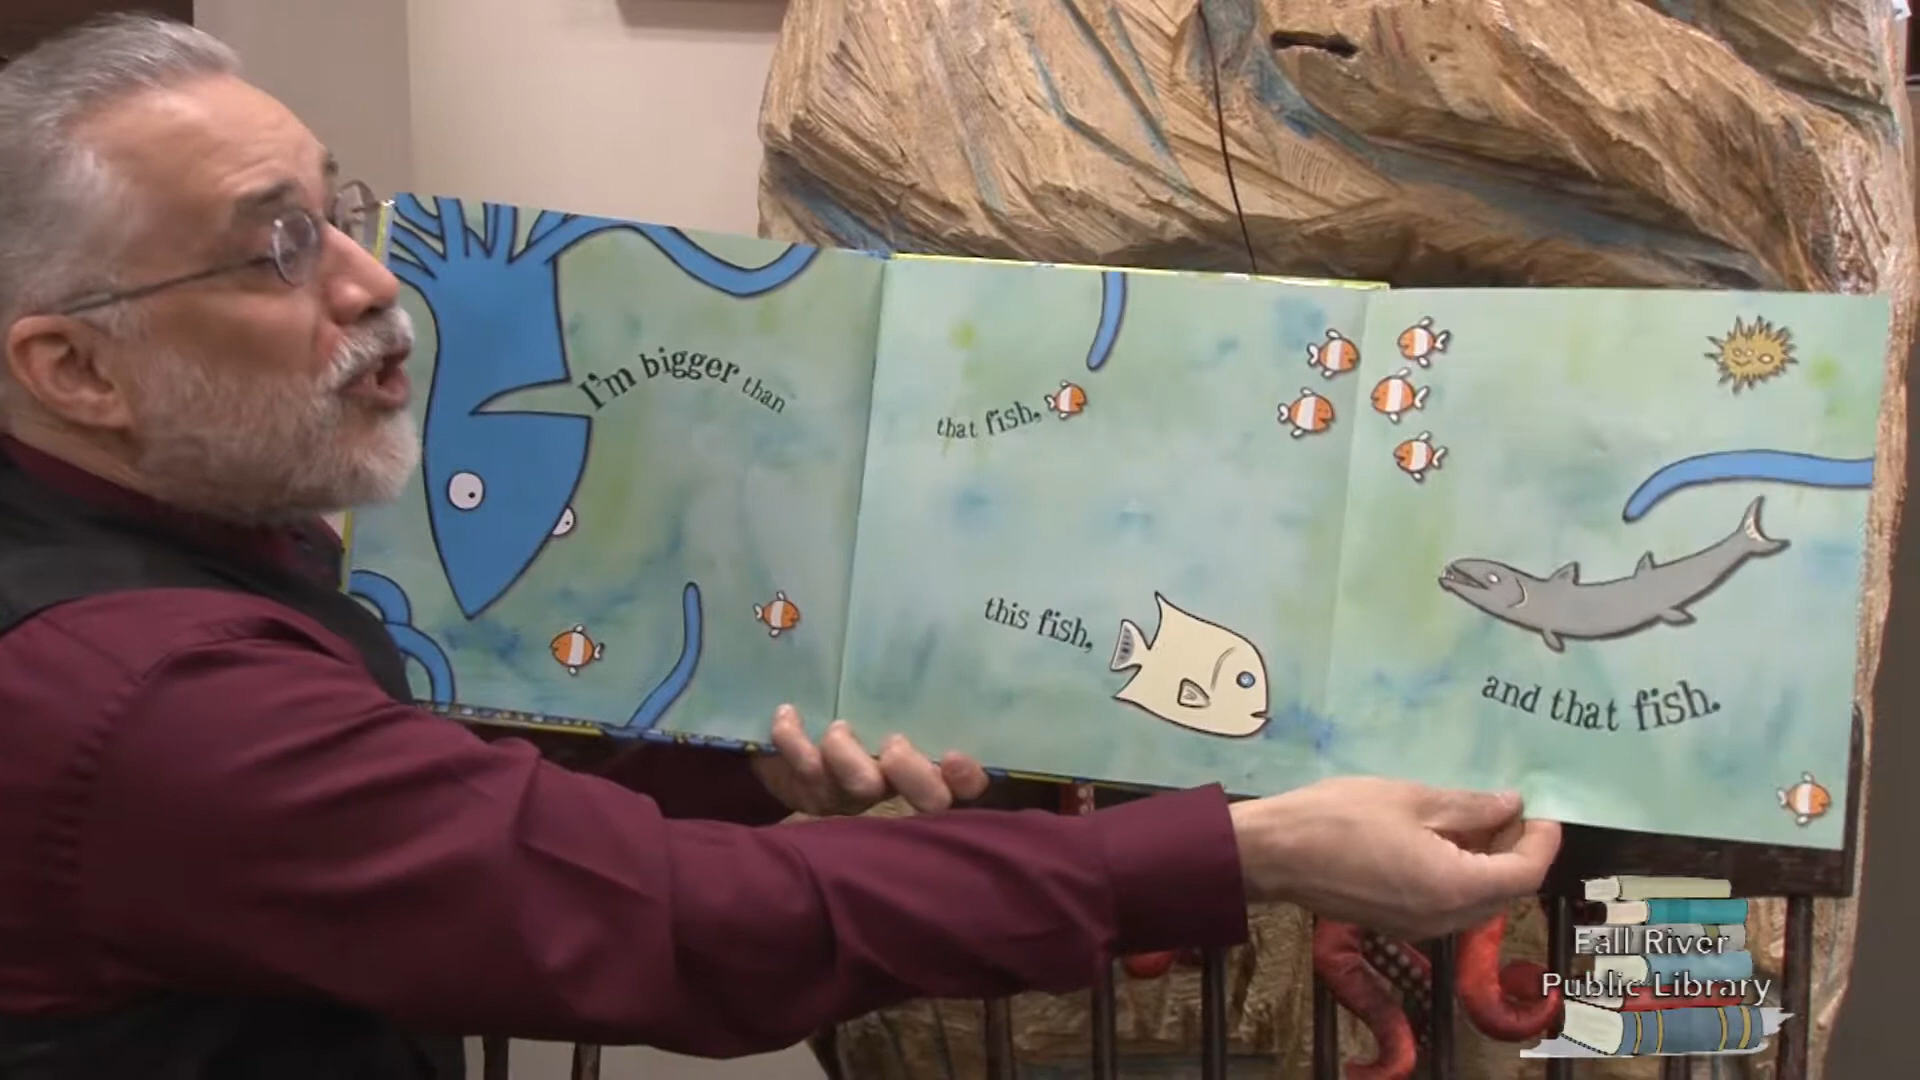 I'm bigger than
that fish,
this fish,
and that fish.
Fall River
Public Library